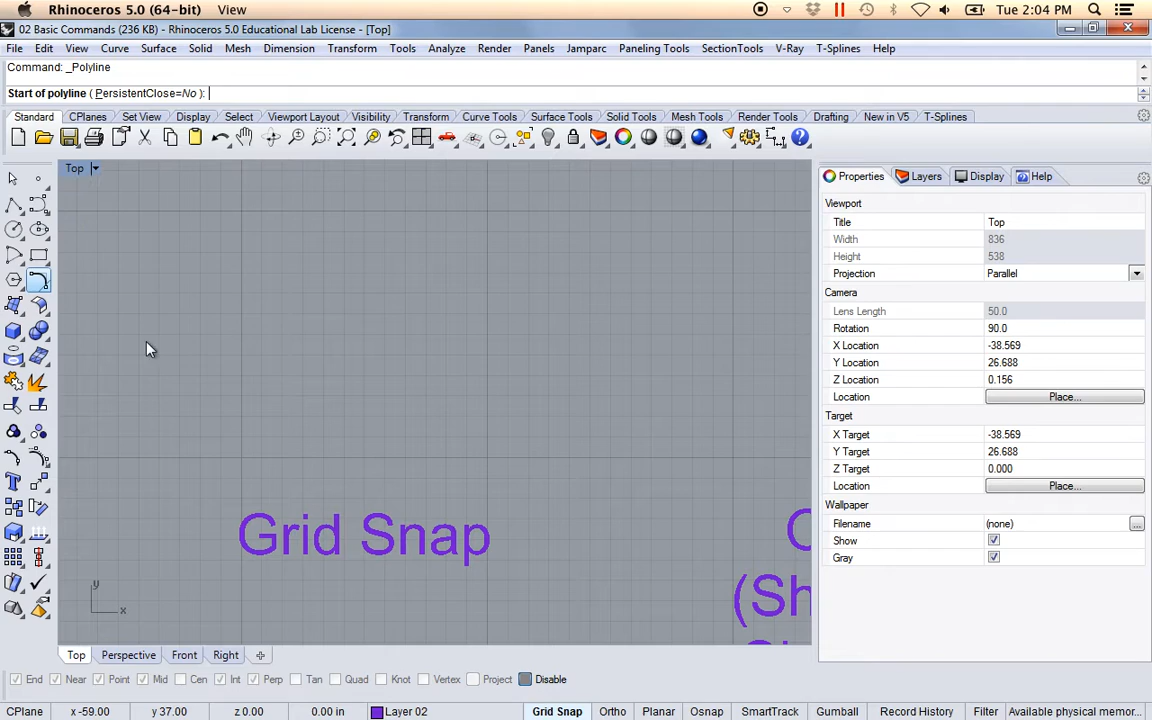 Rhinoceros 5.0 (64-bit) View Tue 2:04 PM
02 Basic Commands (236 KB) - Rhinoceros 5.0 Educational Lab License - [Top]
File Edit View Curve Surface Solid Mesh Dimension Transform Tools Analyze Render Panels Jamparc Paneling Tools SectionTools V-Ray T-Splines Help
Command: _Polyline
Start of polyline ( PersistentClose=No ):
Standard CPlanes Set View Display Select Viewport Layout Visibility Transform Curve Tools Surface Tools Solid Tools Mesh Tools Render Tools Drafting New in V5 T-Splines
Top
Properties Layers Display Help
Viewport
Title Top
Width 836
Height 538
Projection Parallel
Camera
Lens Length 50.0
Rotation 90.0
X Location -38.569
Y Location 26.688
Z Location 0.156
Location Place...
Target
X Target -38.569
Y Target 26.688
Z Target 0.000
Location Place...
Wallpaper
Filename (none) ...
Show
Gray
Grid Snap
(Sh
y
x
Top Perspective Front Right
End Near Point Mid Cen Int Perp Tan Quad Knot Vertex Project Disable
CPlane x -59.00 y 37.00 z 0.00 0.00 in Layer 02 Grid Snap Ortho Planar Osnap SmartTrack Gumball Record History Filter Available physical memor...